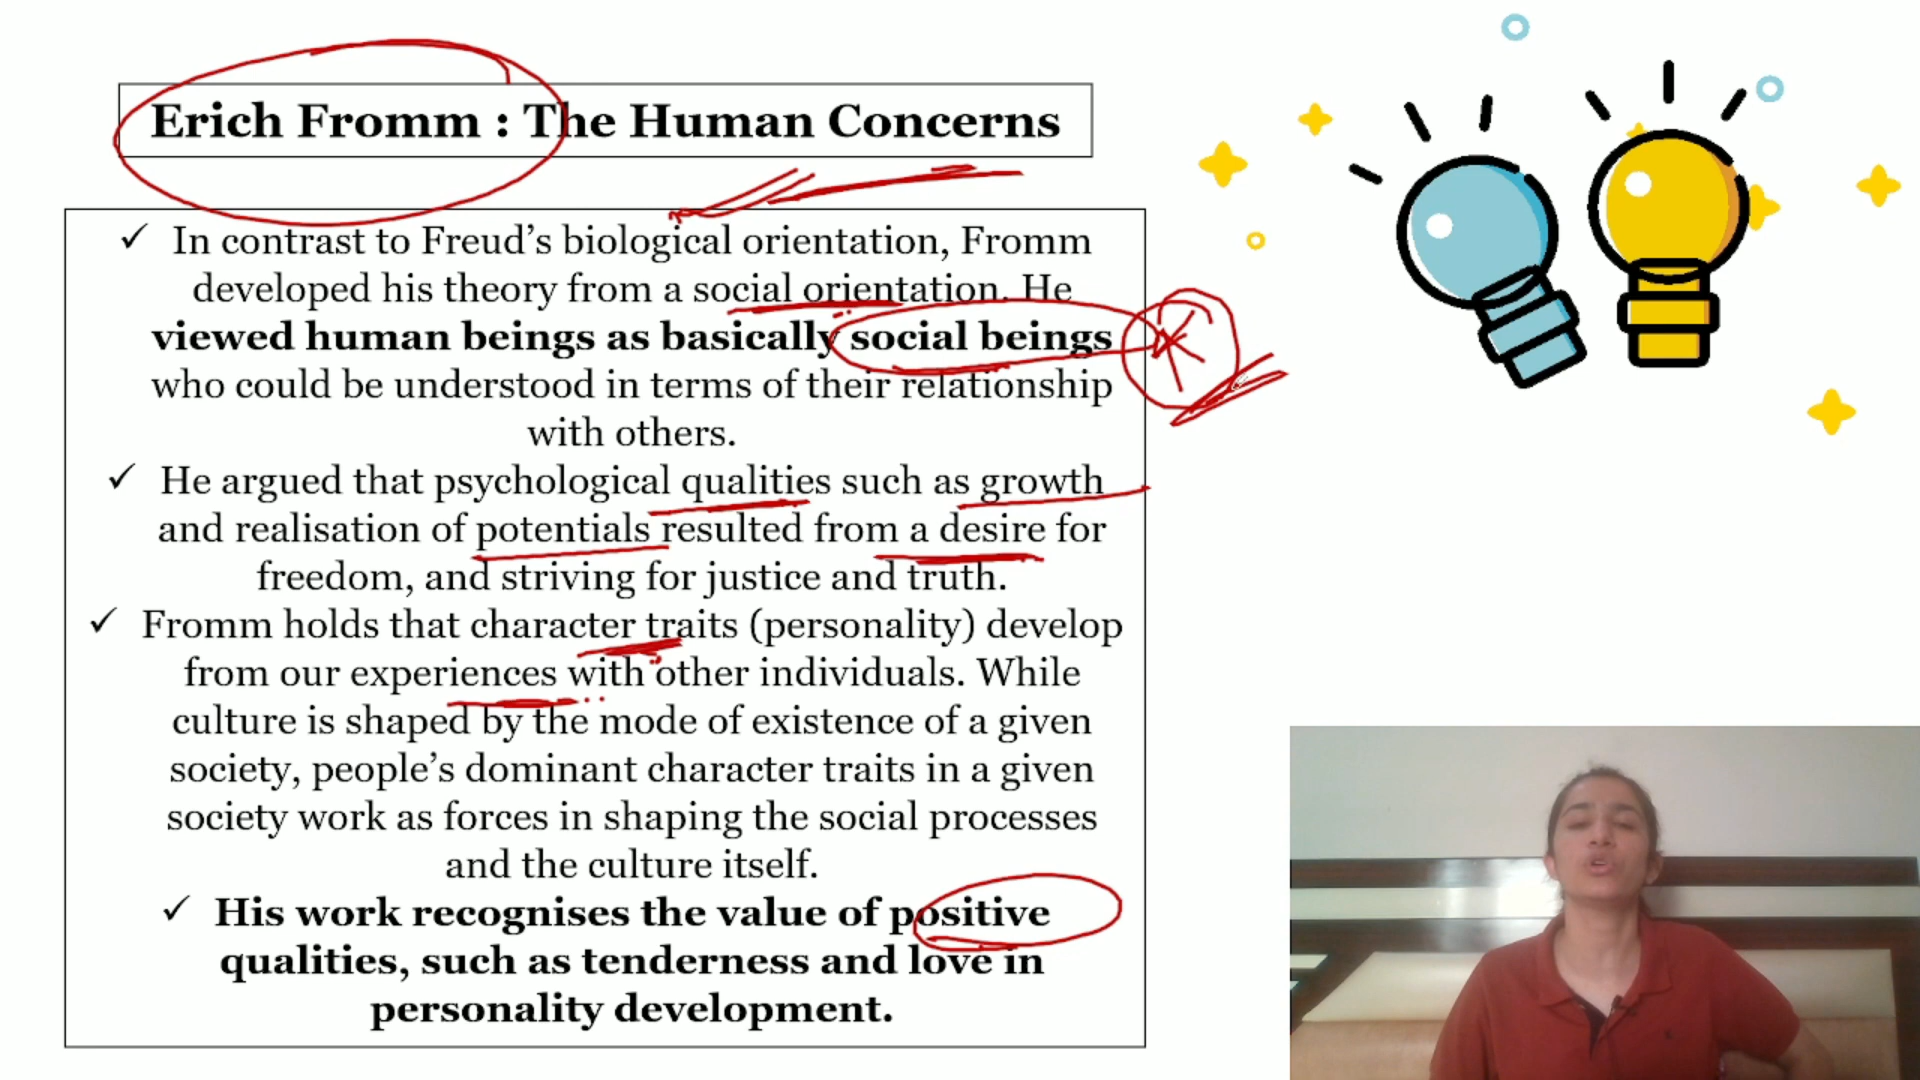 Erich Fromm : The Human Concerns
✓ In contrast to Freud’s biological orientation, Fromm
developed his theory from a social orientation. He
viewed human beings as basically social beings
who could be understood in terms of their relationship
with others.
✓ He argued that psychological qualities such as growth
and realisation of potentials resulted from a desire for
freedom, and striving for justice and truth.
✓ Fromm holds that character traits (personality) develop
from our experiences with other individuals. While
culture is shaped by the mode of existence of a given
society, people’s dominant character traits in a given
society work as forces in shaping the social processes
and the culture itself.
✓ His work recognises the value of positive
qualities, such as tenderness and love in
personality development.